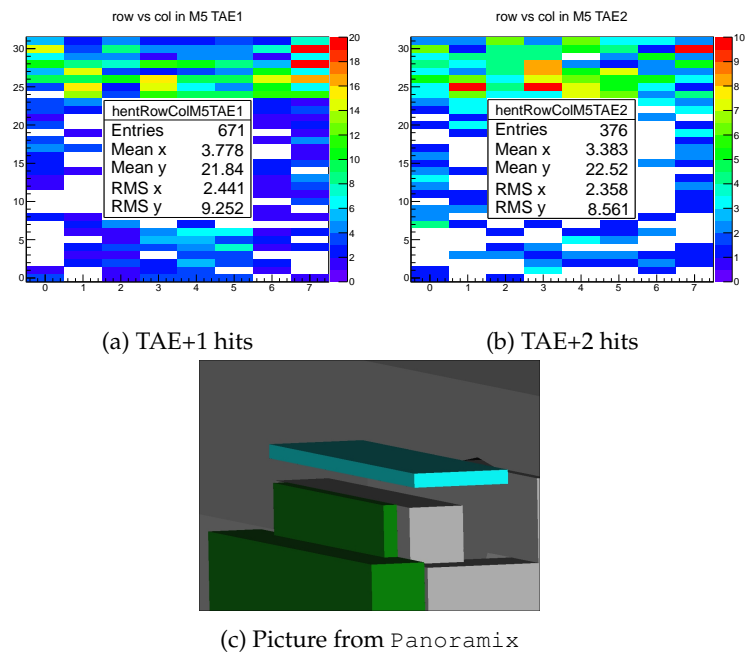 row vs col in M5 TAE1
30
25
20
15
10
5
0
0 1 2 3 4 5 6 7
20
18
16
14
12
10
8
6
4
2
0
hentRowColM5TAE1
Entries 671
Mean x 3.778
Mean y 21.84
RMS x 2.441
RMS y 9.252
row vs col in M5 TAE2
30
25
20
15
10
5
0
0 1 2 3 4 5 6 7
10
9
8
7
6
5
4
3
2
1
0
hentRowColM5TAE2
Entries 376
Mean x 3.383
Mean y 22.52
RMS x 2.358
RMS y 8.561
(a) TAE+1 hits
(b) TAE+2 hits
(c) Picture from Panoramix